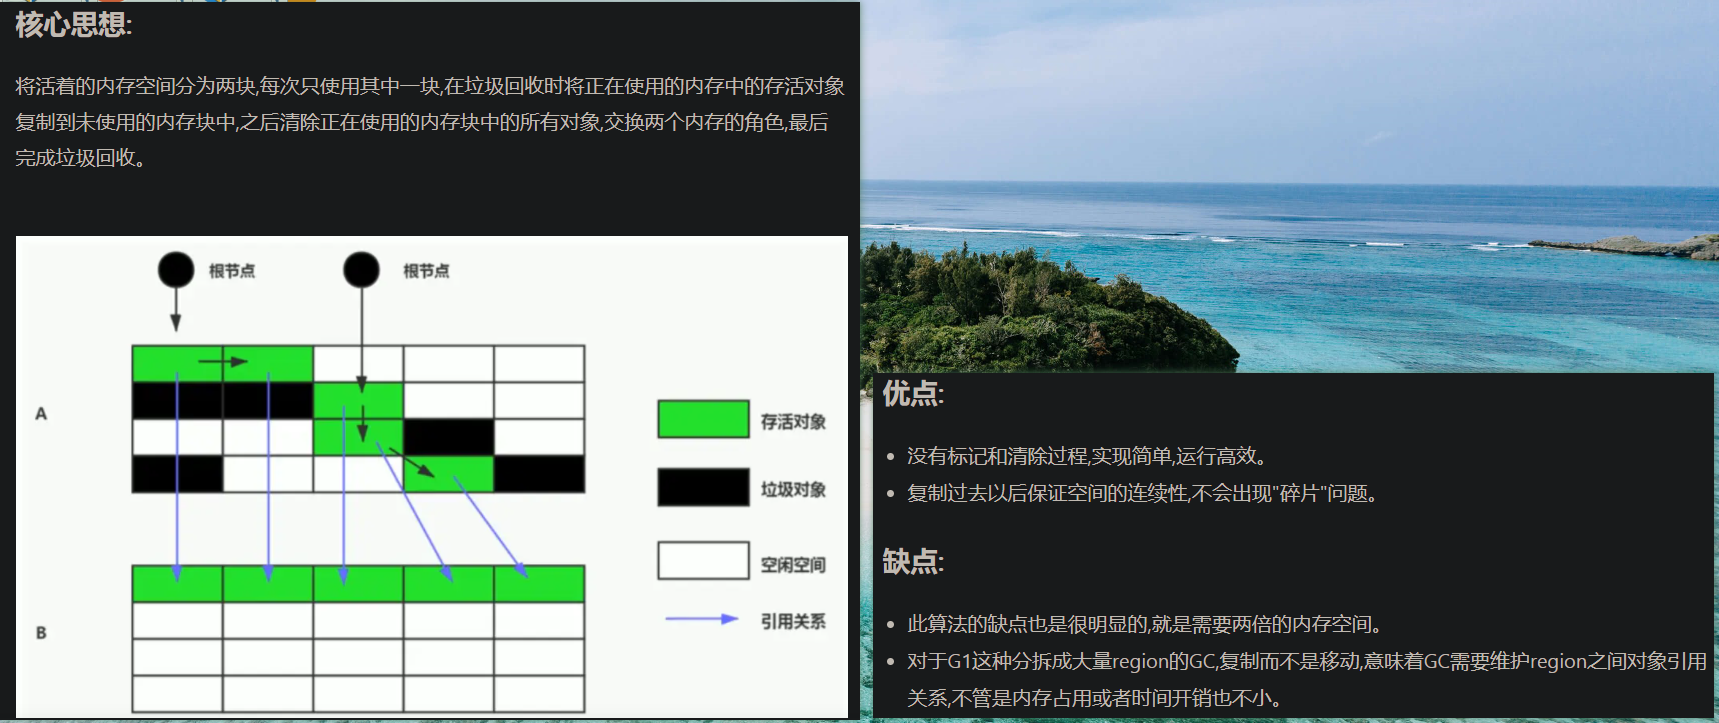 核心思想:
将活着的内存空间分为两块,每次只使用其中一块,在垃圾回收时将正在使用的内存中的存活对象
复制到未使用的内存块中,之后清除正在使用的内存块中的所有对象,交换两个内存的角色,最后
完成垃圾回收。
根节点
根节点
A
存活对象
垃圾对象
空闲空间
引用关系
B
优点:
没有标记和清除过程,实现简单,运行高效。
复制过去以后保证空间的连续性,不会出现"碎片"问题。
缺点:
此算法的缺点也是很明显的,就是需要两倍的内存空间。
对于G1这种分拆成大量region的GC,复制而不是移动,意味着GC需要维护region之间对象引用
关系,不管是内存占用或者时间开销也不小。